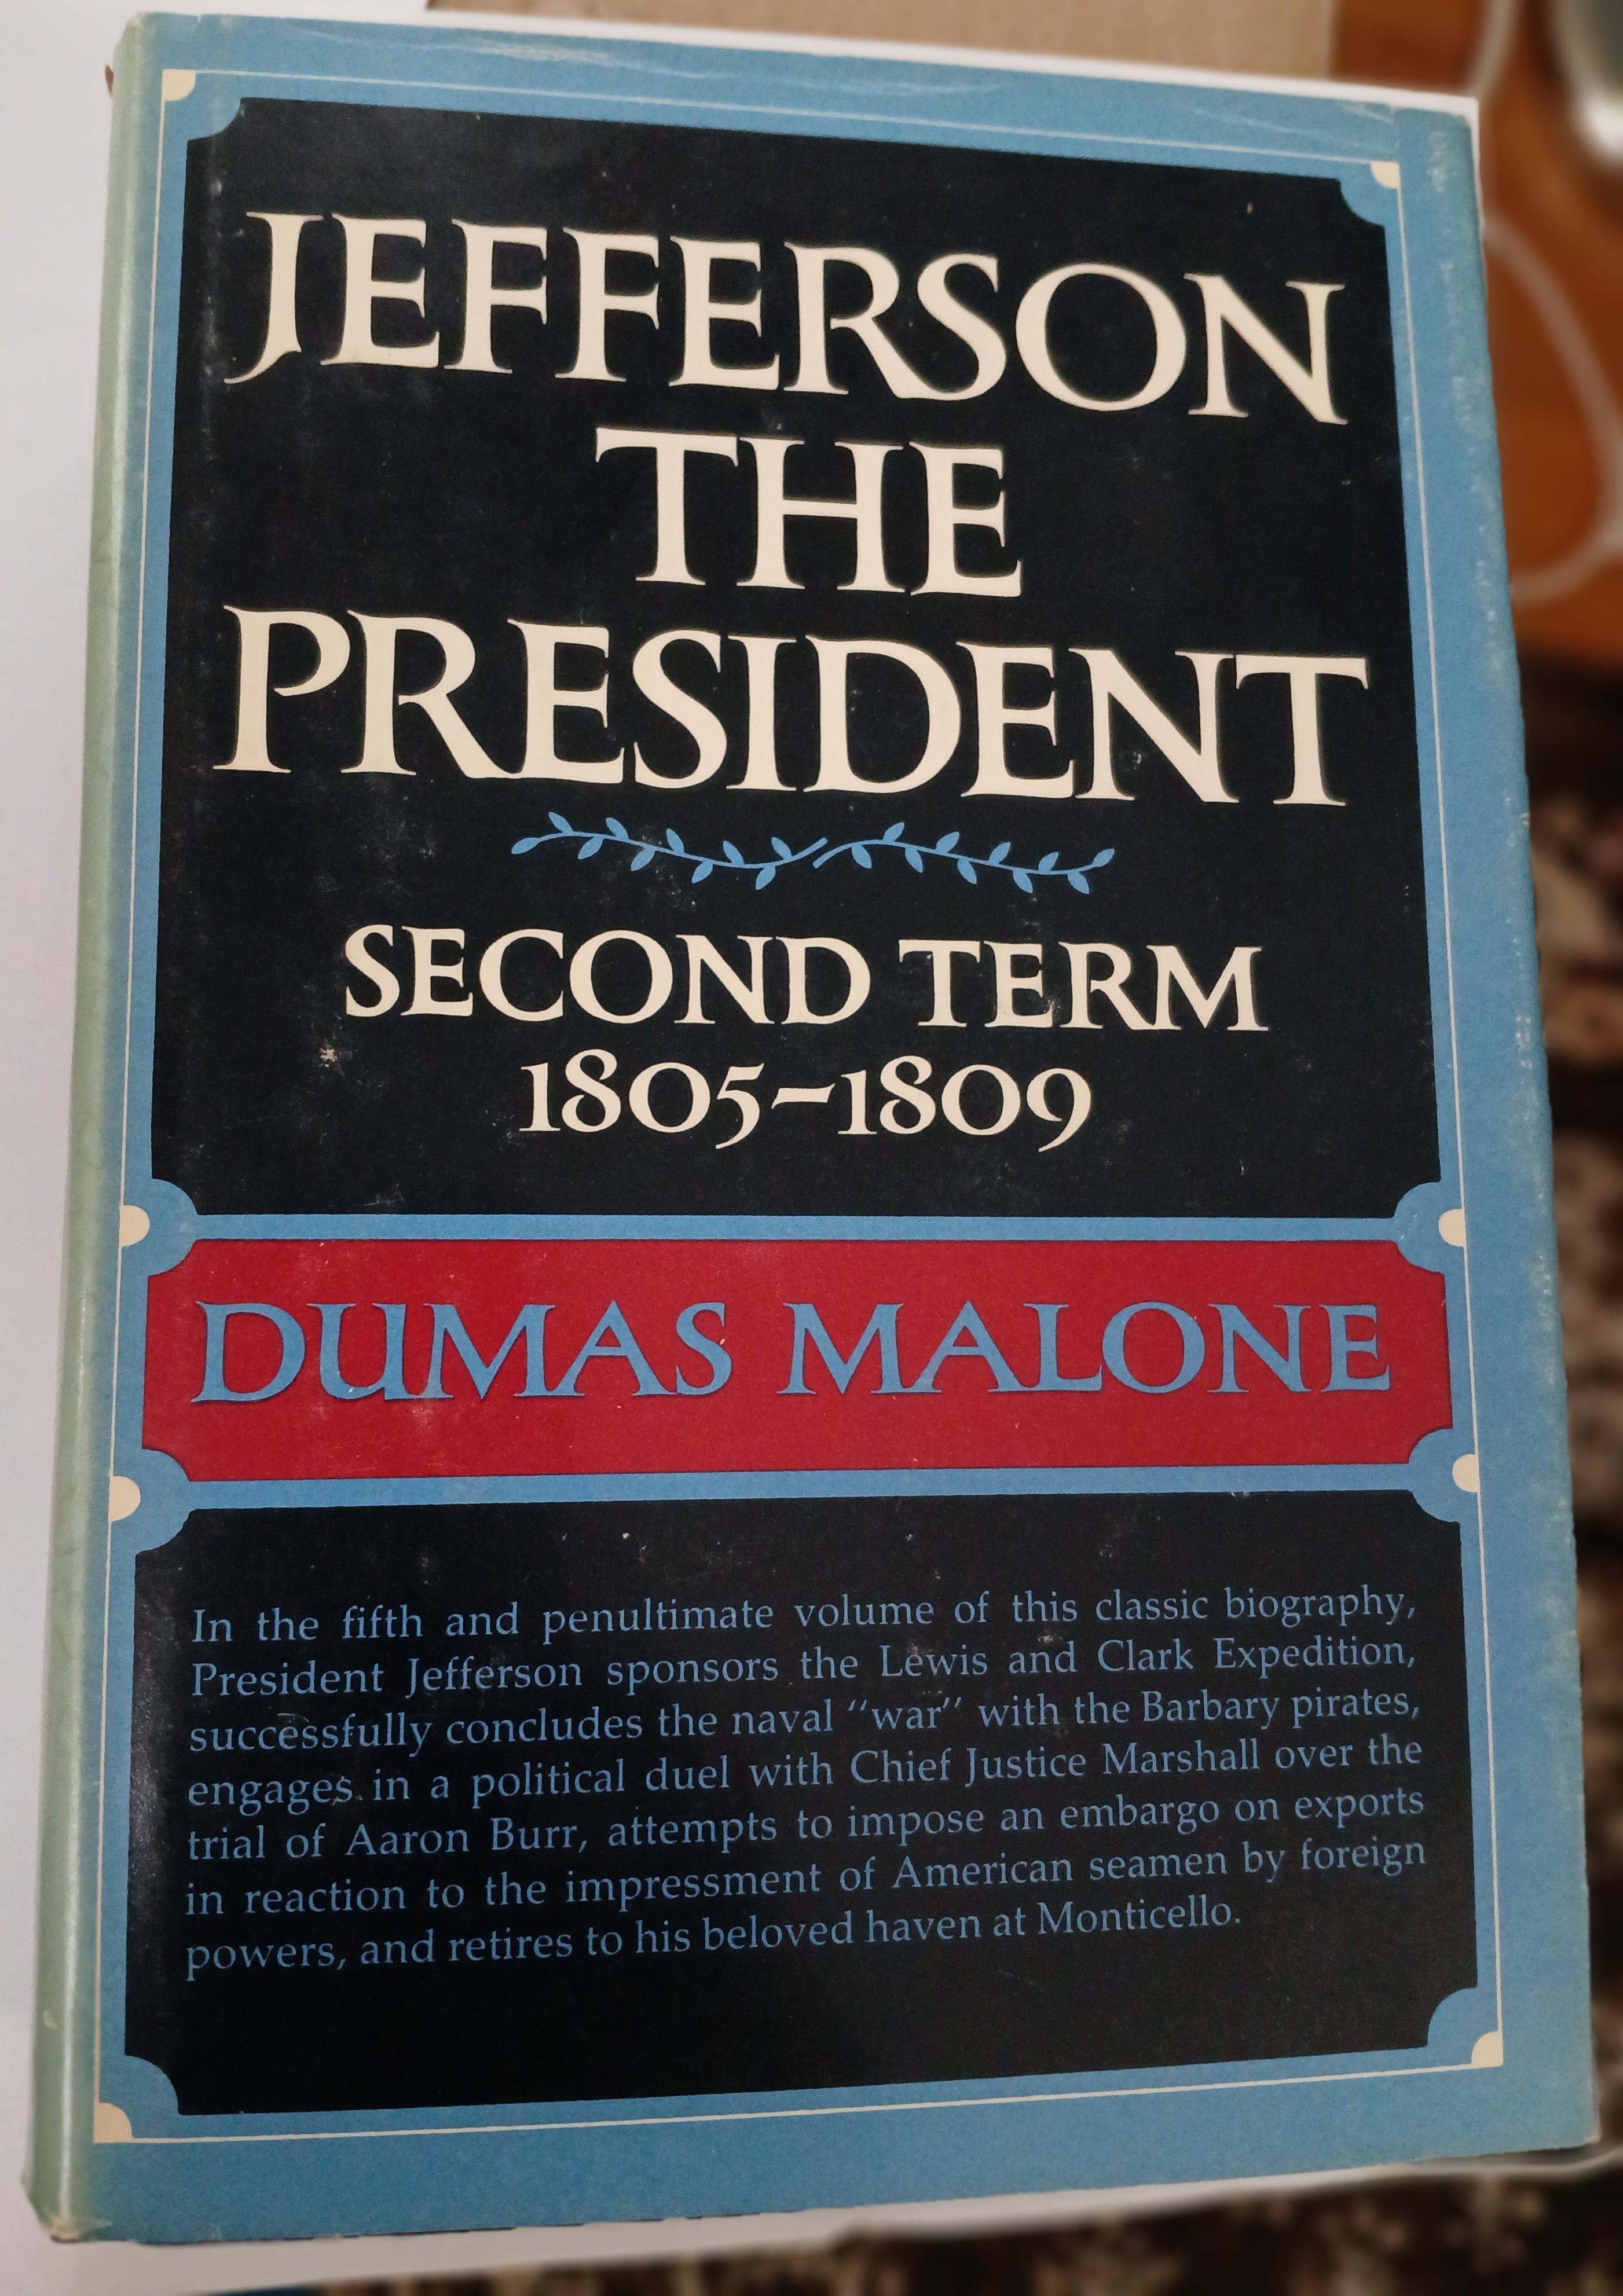 JEFFERSON
THE
PRESIDENT
SECOND TERM
1805–1809
DUMAS MALONE
In the fifth and penultimate volume of this classic biography,
President Jefferson sponsors the Lewis and Clark Expedition,
successfully concludes the naval “war” with the Barbary pirates,
engages in a political duel with Chief Justice Marshall over the
trial of Aaron Burr, attempts to impose an embargo on exports
in reaction to the impressment of American seamen by foreign
powers, and retires to his beloved haven at Monticello.